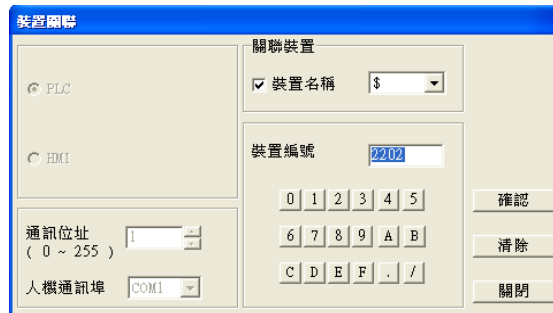 裝置關聯
PLC
HMI
通訊位址
( 0 ~ 255 )
1
人機通訊埠
COM1
關聯裝置
裝置名稱
$
裝置編號
2202
0 1 2 3 4 5
6 7 8 9 A B
C D E F . /
確認
清除
關閉